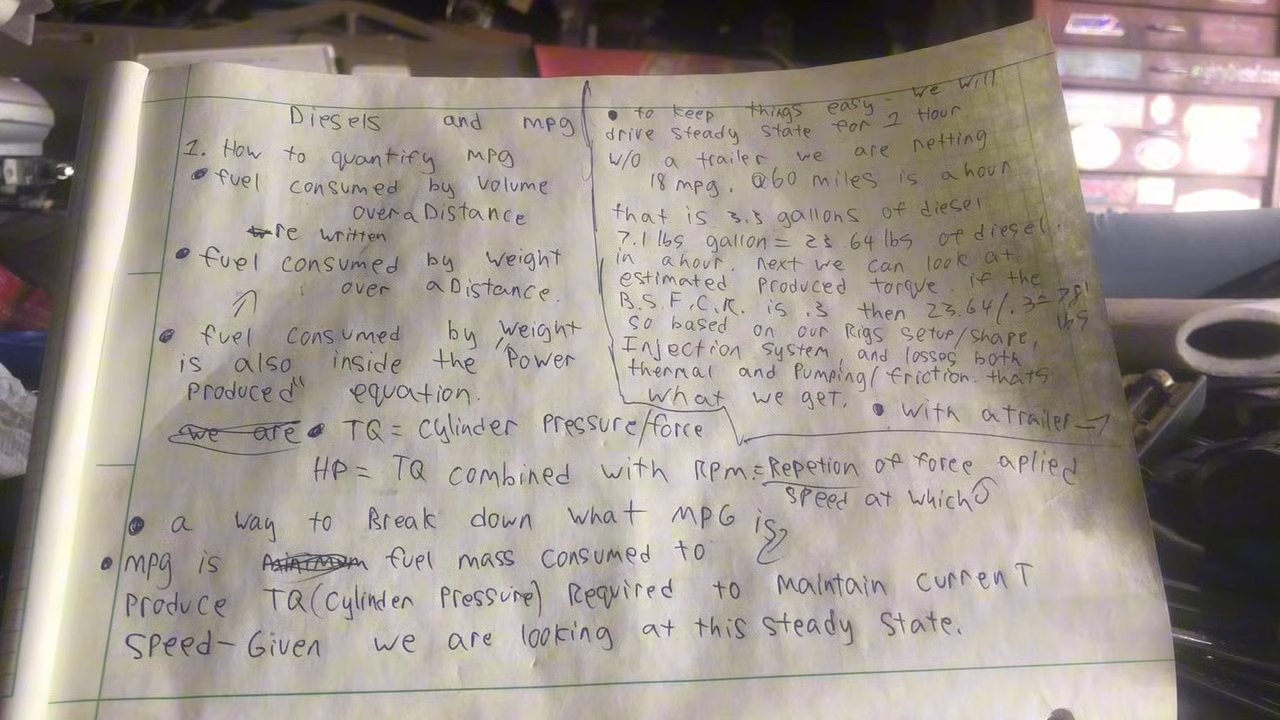 Diesels and mpg
1. How to quantify mpg
• fuel consumed by volume
over a Distance
re written
• fuel consumed by weight
over a Distance.
• fuel consumed by weight
is also inside the "Power
Produced" equation.
• to keep things easy - we will
drive steady state for 1 Hour
w/o a trailer we are netting
18 mpg. @60 miles is a hour
that is 3.3 gallons of diesel
7.1 lbs gallon = 23.64 lbs of diesel.
in a hour. next we can look at
estimated produced torque. if the
B.S.F.C.R. is .3 then 23.64/.3=78
lbs
so based on our Rigs setup/shape,
Injection system, and losses both
thermal and Pumping/friction. thats
what we get. • with a trailer →
we are • TQ = cylinder pressure/force
HP = TQ combined with RPM = Repetion of force aplied
speed at which
• a way to Break down what MPG is
• mpg is fuel mass consumed to
Produce TQ (cylinder Pressure) Required to maintain current
Speed - Given we are looking at this steady state.